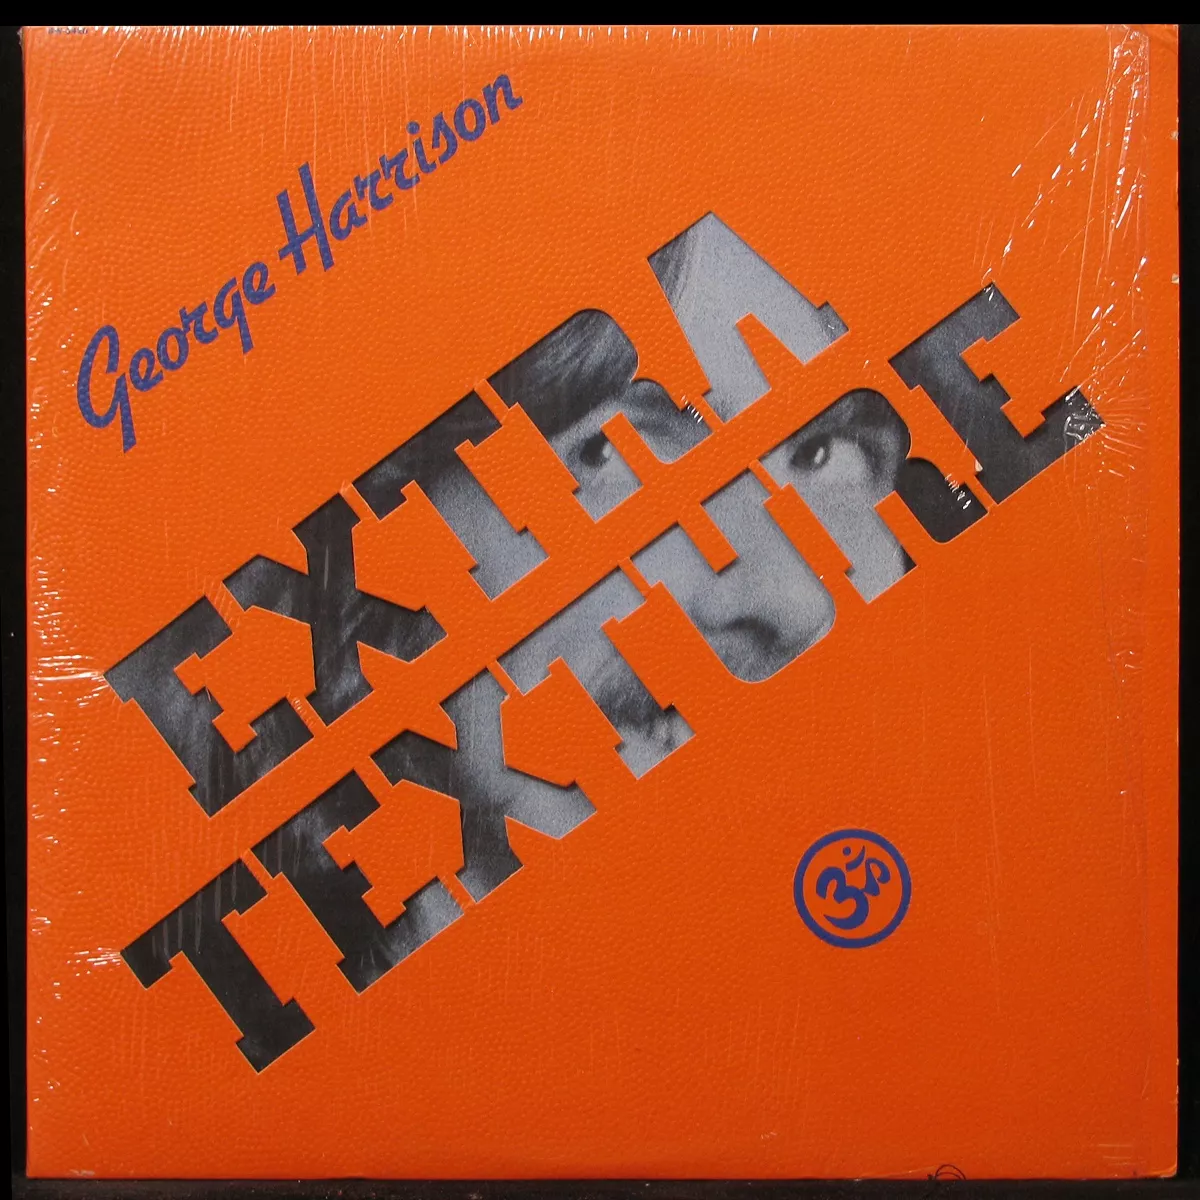 George Harrison
EXTRA
TEXTURE
ॐ